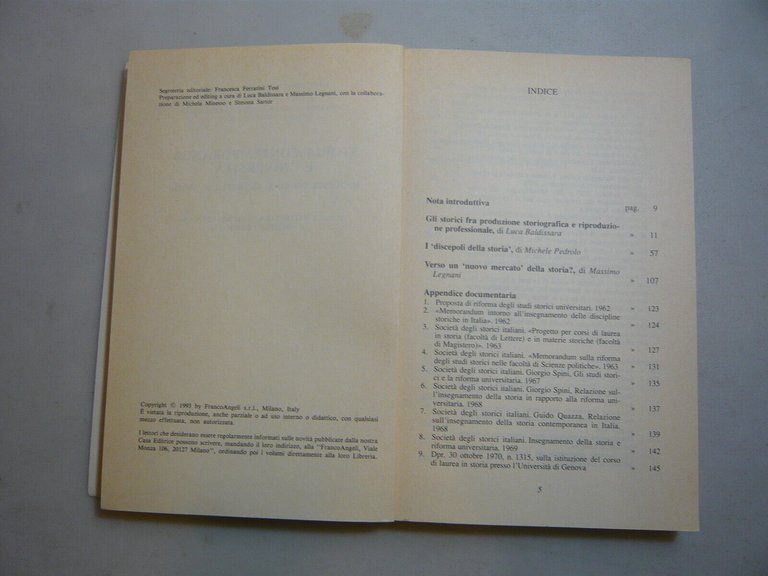 Segreteria editoriale: Francesca Ferratini Tosi
Preparazione ed editing a cura di Luca Baldissara e Massimo Legnani, con la collabora-
zione di Michela Minesso e Simona Sartor
Copyright © 1993 by FrancoAngeli s.r.l., Milano, Italy
È vietata la riproduzione, anche parziale o ad uso interno o didattico, con qualsiasi
mezzo effettuata, non autorizzata.
I lettori che desiderano essere regolarmente informati sulle novità pubblicate dalla nostra
Casa Editrice possono scrivere, mandando il loro indirizzo, alla "FrancoAngeli, Viale
Monza 106, 20127 Milano", ordinando poi i volumi direttamente alla loro Libreria.
INDICE
Nota introduttiva pag. 9
Gli storici fra produzione storiografica e riproduzio-
ne professionale, di Luca Baldissara » 11
I 'discepoli della storia', di Michele Pedrolo » 57
Verso un 'nuovo mercato' della storia?, di Massimo
Legnani » 107
Appendice documentaria
1. Proposta di riforma degli studi storici universitari. 1962 » 123
2. «Memorandum intorno all'insegnamento delle discipline
storiche in Italia». 1962 » 124
3. Società degli storici italiani. «Progetto per corsi di laurea
in storia (facoltà di Lettere) e in materie storiche (facoltà
di Magistero)». 1963 » 127
4. Società degli storici italiani. «Memorandum sulla riforma
degli studi storici nelle facoltà di Scienze politiche». 1963 » 131
5. Società degli storici italiani. Giorgio Spini, Gli studi stori-
ci e la riforma universitaria. 1967 » 135
6. Società degli storici italiani. Giorgio Spini, Relazione sul-
l'insegnamento della storia in rapporto alla riforma uni-
versitaria. 1968 » 137
7. Società degli storici italiani. Guido Quazza, Relazione
sull'insegnamento della storia contemporanea in Italia.
1968 » 139
8. Società degli storici italiani. Insegnamento della storia e
riforma universitaria. 1969 » 142
9. Dpr. 30 ottobre 1970, n. 1315, sulla istituzione del corso
di laurea in storia presso l'Università di Genova » 145
5